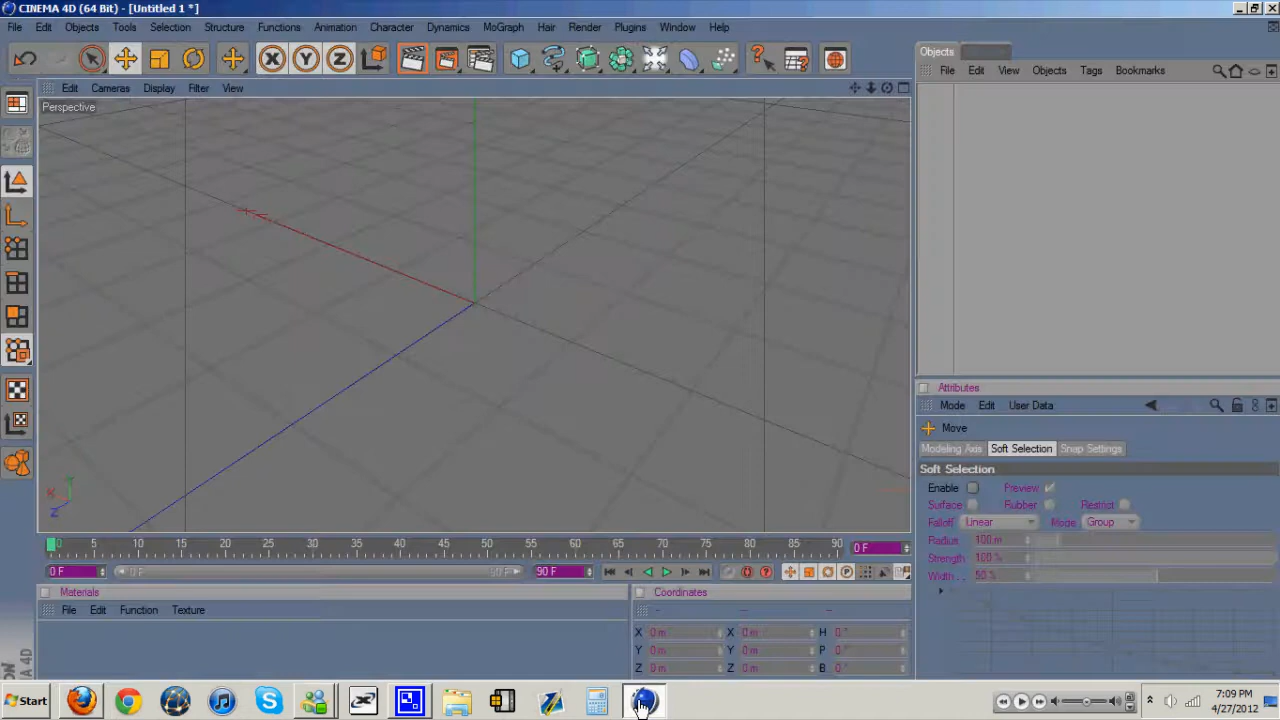 CINEMA 4D (64 Bit) - [Untitled 1 *]
File Edit Objects Tools Selection Structure Functions Animation Character Dynamics MoGraph Hair Render Plugins Window Help
Objects
File Edit View Objects Tags Bookmarks
Edit Cameras Display Filter View
Perspective
X Y Z
Attributes
Mode Edit User Data
Move
Modeling Axis Soft Selection Snap Settings
Soft Selection
Enable Preview
Surface Rubber Restrict
Falloff Linear Mode Group
Radius 100 m
Strength 100 %
Width . . 50 %
Y
X
Z
0 5 10 15 20 25 30 35 40 45 50 55 60 65 70 75 80 85 90 0 F
0 F 0 F 90 F 90 F
Materials
File Edit Function Texture
Coordinates
X 0 m X 0 m H 0 °
Y 0 m Y 0 m P 0 °
Z 0 m Z 0 m B 0 °
Start
7:09 PM
4/27/2012